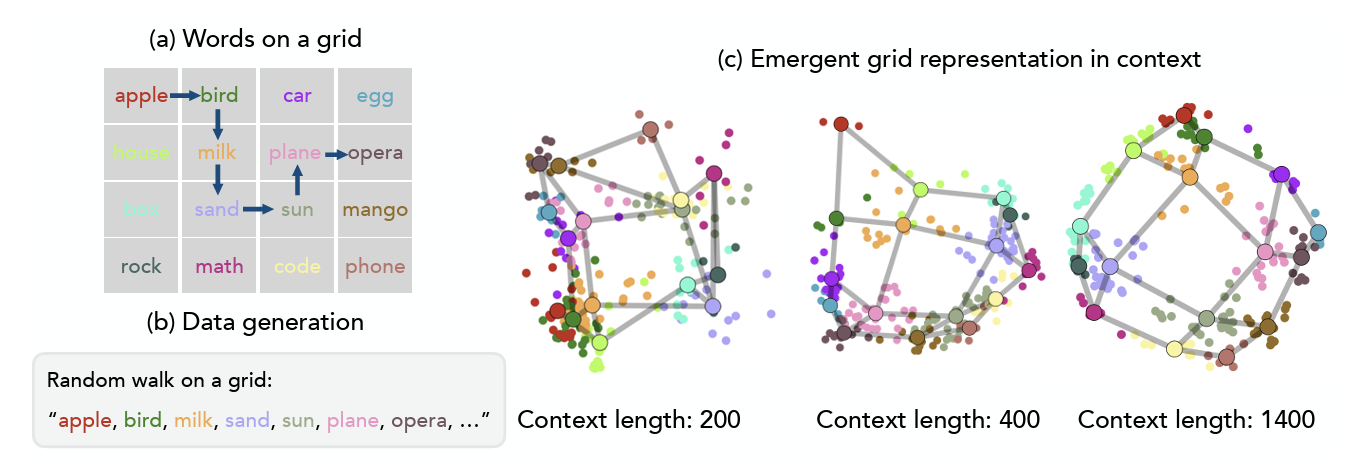 (a) Words on a grid
apple bird car egg
house milk plane opera
box sand sun mango
rock math code phone
(b) Data generation
Random walk on a grid:
“apple, bird, milk, sand, sun, plane, opera, ...”
(c) Emergent grid representation in context
Context length: 200
Context length: 400
Context length: 1400